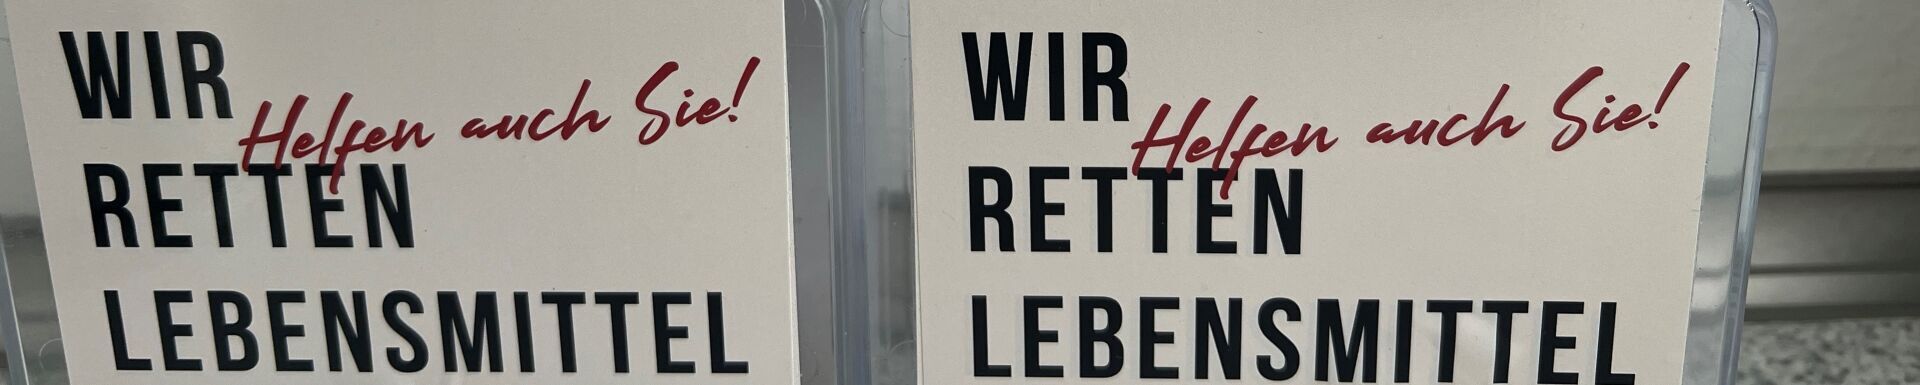 WIR
Helfen auch Sie!
RETTEN
LEBENSMITTEL
WIR
Helfen auch Sie!
RETTEN
LEBENSMITTEL